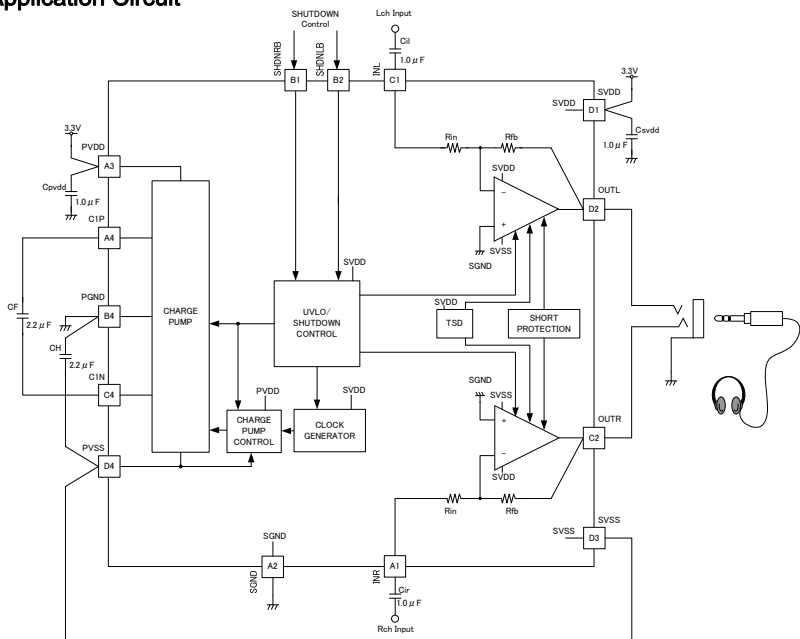 Application Circuit
SHUTDOWN
Control
Lch Input
Cil
1.0μF
SHDNRB
SHDNLB
INL
B1
B2
C1
3.3V
SVDD
SVDD
D1
Csvdd
1.0μF
3.3V
PVDD
A3
Cpvdd
1.0μF
Rin
Rfb
SVDD
−
+
SVSS
SGND
OUTL
D2
C1P
A4
PGND
B4
CF
2.2μF
CH
2.2μF
C1N
C4
PVSS
D4
CHARGE
PUMP
SVDD
UVLO/
SHUTDOWN
CONTROL
SVDD
TSD
SHORT
PROTECTION
PVDD
CHARGE
PUMP
CONTROL
SVDD
CLOCK
GENERATOR
SGND
SVSS
+
−
SVDD
OUTR
C2
Rin
Rfb
SVSS
SVSS
D3
SGND
A2
SGND
A1
INR
Cir
1.0μF
Rch Input